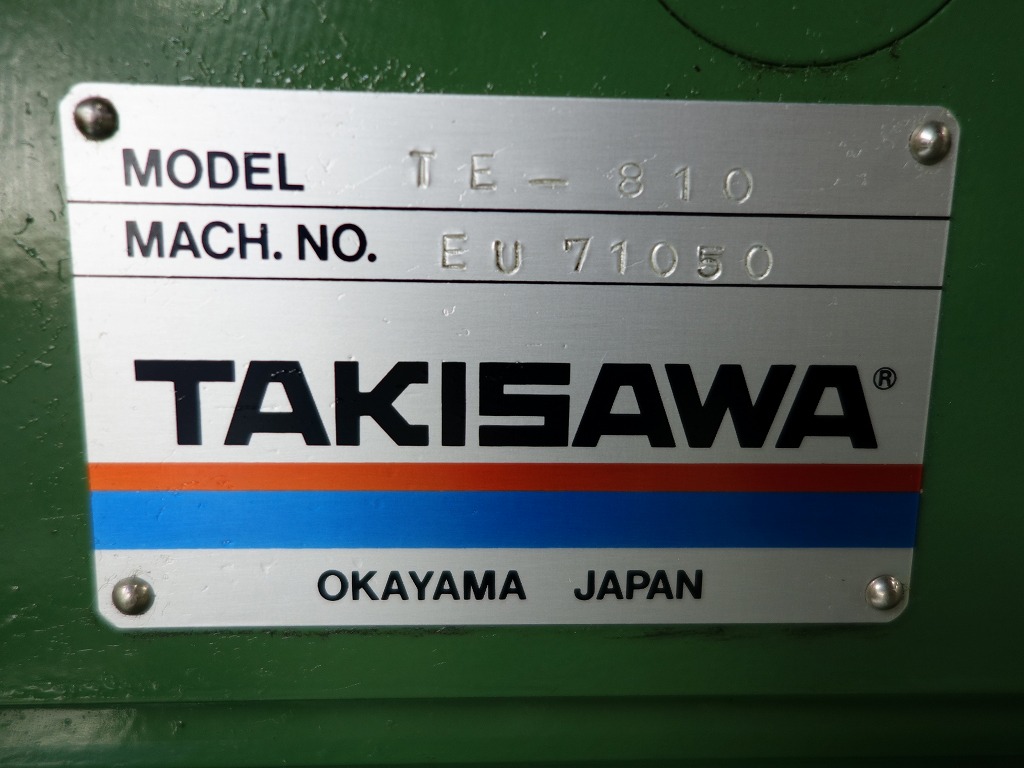 MODEL TE-810
MACH. NO. EU 71050
TAKISAWA®
OKAYAMA JAPAN